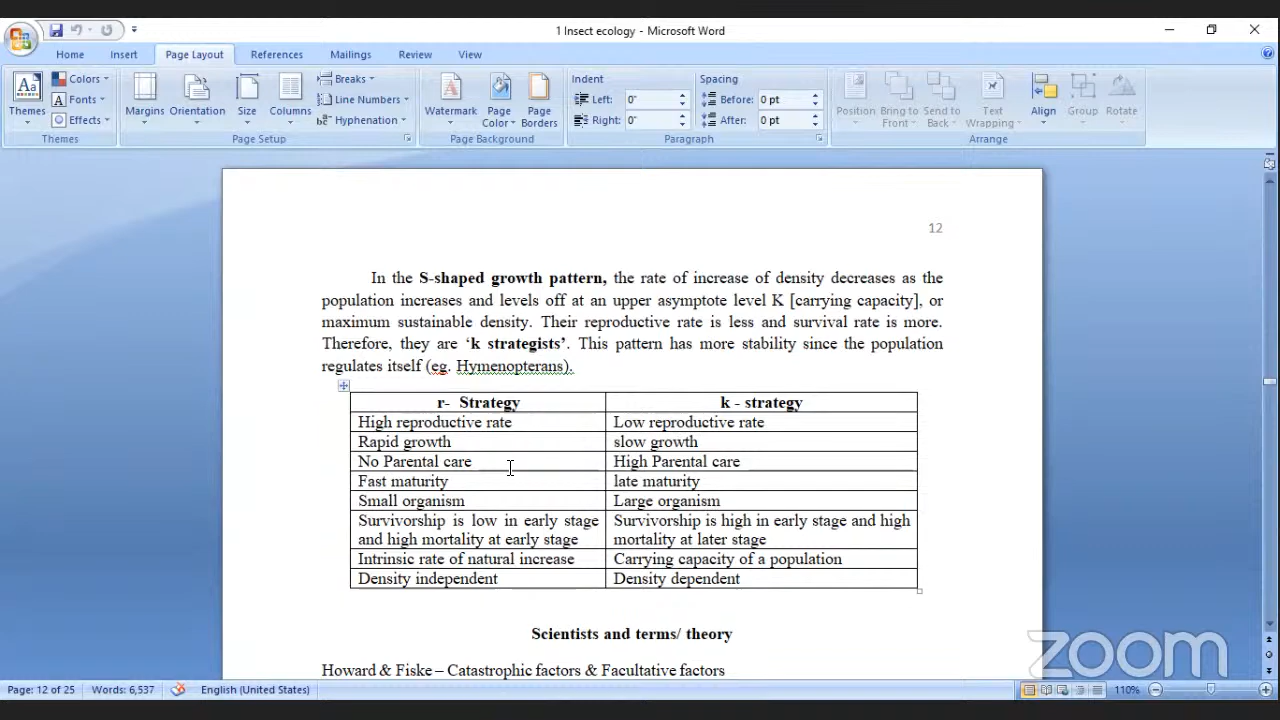 1 Insect ecology - Microsoft Word
Home Insert Page Layout References Mailings Review View
Themes
Colors
Fonts
Effects
Themes
Margins
Orientation
Size
Columns
Breaks
Line Numbers
Hyphenation
Page Setup
Watermark
Page Color
Page Borders
Page Background
Indent
Left: 0"
Right: 0"
Spacing
Before: 0 pt
After: 0 pt
Paragraph
Position
Bring to Front
Send to Back
Text Wrapping
Align
Group
Rotate
Arrange
12
In the S-shaped growth pattern, the rate of increase of density decreases as the
population increases and levels off at an upper asymptote level K [carrying capacity], or
maximum sustainable density. Their reproductive rate is less and survival rate is more.
Therefore, they are ‘k strategists’. This pattern has more stability since the population
regulates itself (eg. Hymenopterans).
r- Strategy k - strategy
High reproductive rate Low reproductive rate
Rapid growth slow growth
No Parental care High Parental care
Fast maturity late maturity
Small organism Large organism
Survivorship is low in early stage Survivorship is high in early stage and high
and high mortality at early stage mortality at later stage
Intrinsic rate of natural increase Carrying capacity of a population
Density independent Density dependent
Scientists and terms/ theory
Howard & Fiske – Catastrophic factors & Facultative factors
zoom
Page: 12 of 25 Words: 6,537 English (United States) 110%